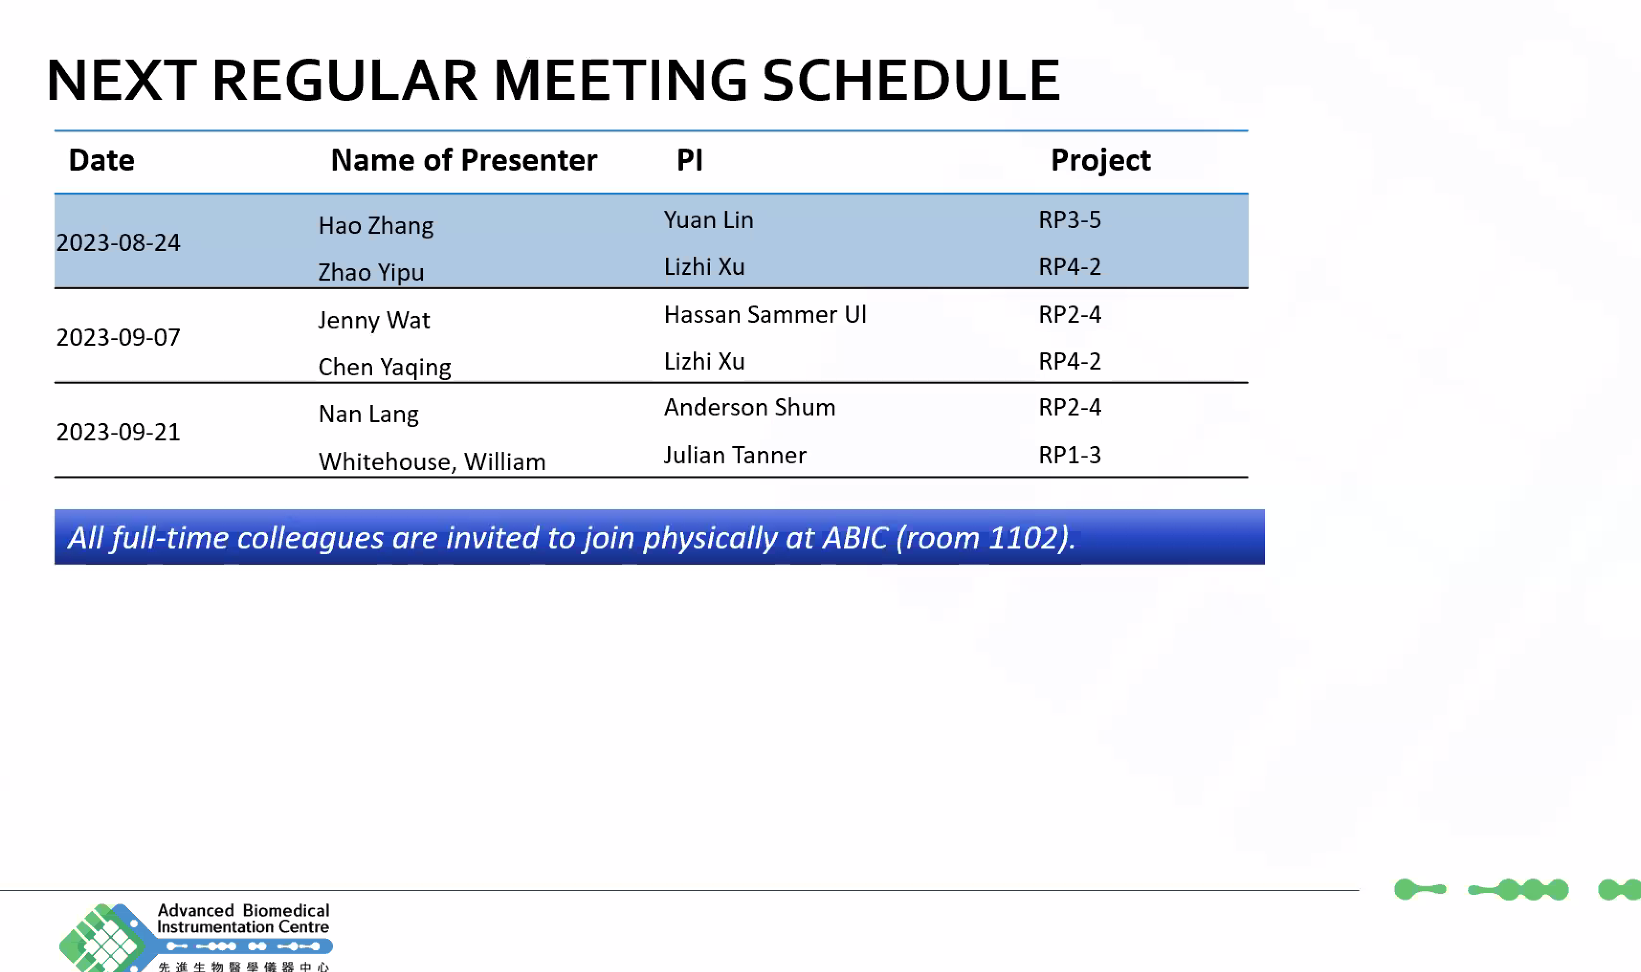 NEXT REGULAR MEETING SCHEDULE
Date Name of Presenter PI Project
2023-08-24
Hao Zhang Yuan Lin RP3-5
Zhao Yipu Lizhi Xu RP4-2
2023-09-07
Jenny Wat Hassan Sammer Ul RP2-4
Chen Yaqing Lizhi Xu RP4-2
2023-09-21
Nan Lang Anderson Shum RP2-4
Whitehouse, William Julian Tanner RP1-3
All full-time colleagues are invited to join physically at ABIC (room 1102).
Advanced Biomedical
Instrumentation Centre
先進生物醫學儀器中心